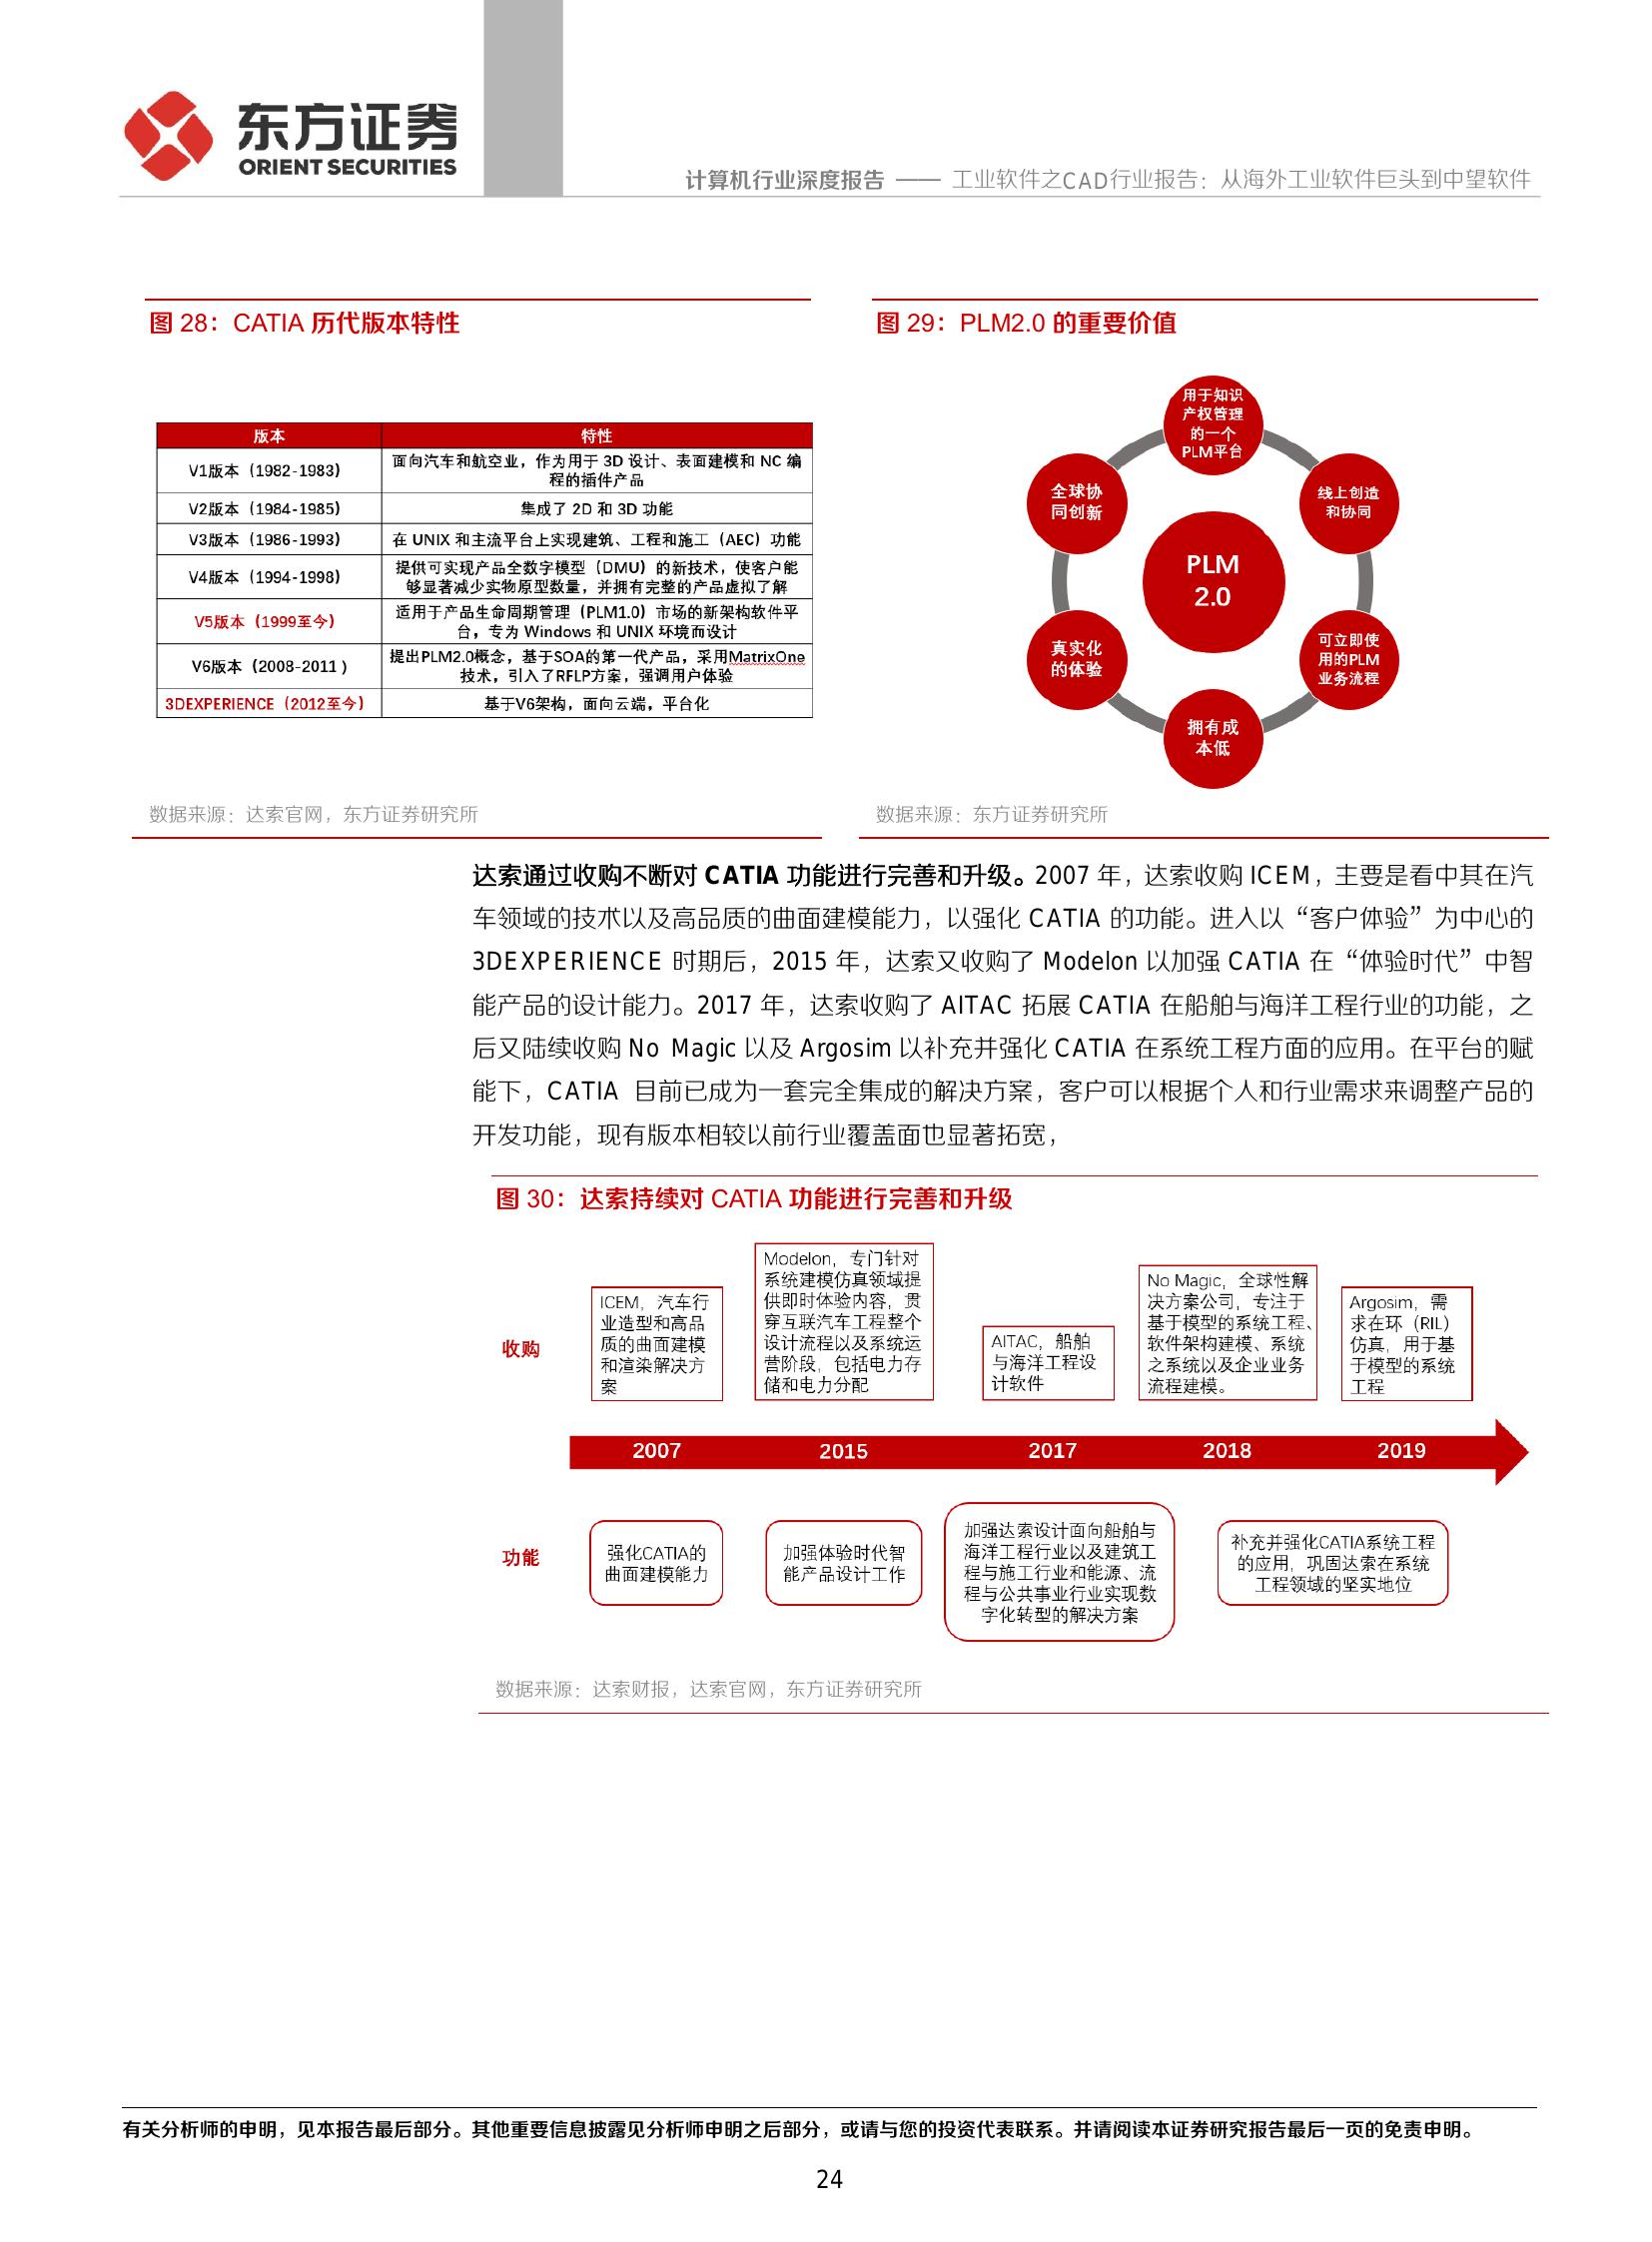 东方证券
ORIENT SECURITIES
计算机行业深度报告 —— 工业软件之CAD行业报告：从海外工业软件巨头到中望软件
图 28：CATIA 历代版本特性
版本 特性
V1版本（1982-1983） 面向汽车和航空业，作为用于 3D 设计、表面建模和 NC 编
程的插件产品
V2版本（1984-1985） 集成了 2D 和 3D 功能
V3版本（1986-1993） 在 UNIX 和主流平台上实现建筑、工程和施工（AEC）功能
V4版本（1994-1998） 提供可实现产品全数字模型（DMU）的新技术，使客户能
够显著减少实物原型数量，并拥有完整的产品虚拟了解
V5版本（1999至今） 适用于产品生命周期管理（PLM1.0）市场的新架构软件平
台，专为 Windows 和 UNIX 环境而设计
V6版本（2008-2011 ） 提出PLM2.0概念，基于SOA的第一代产品，采用MatrixOne
技术，引入了RFLP方案，强调用户体验
3DEXPERIENCE（2012至今） 基于V6架构，面向云端，平台化
数据来源：达索官网，东方证券研究所
图 29：PLM2.0 的重要价值
用于知识
产权管理
的一个
PLM平台
线上创造
和协同
可立即使
用的PLM
业务流程
拥有成
本低
真实化
的体验
全球协
同创新
PLM
2.0
数据来源：东方证券研究所
达索通过收购不断对 CATIA 功能进行完善和升级。2007 年，达索收购 ICEM，主要是看中其在汽
车领域的技术以及高品质的曲面建模能力，以强化 CATIA 的功能。进入以“客户体验”为中心的
3DEXPERIENCE 时期后，2015 年，达索又收购了 Modelon 以加强 CATIA 在“体验时代”中智
能产品的设计能力。2017 年，达索收购了 AITAC 拓展 CATIA 在船舶与海洋工程行业的功能，之
后又陆续收购 No Magic 以及 Argosim 以补充并强化 CATIA 在系统工程方面的应用。在平台的赋
能下，CATIA 目前已成为一套完全集成的解决方案，客户可以根据个人和行业需求来调整产品的
开发功能，现有版本相较以前行业覆盖面也显著拓宽，
图 30：达索持续对 CATIA 功能进行完善和升级
收购
ICEM，汽车行
业造型和高品
质的曲面建模
和渲染解决方
案
Modelon，专门针对
系统建模仿真领域提
供即时体验内容，贯
穿互联汽车工程整个
设计流程以及系统运
营阶段，包括电力存
储和电力分配
AITAC，船舶
与海洋工程设
计软件
No Magic，全球性解
决方案公司，专注于
基于模型的系统工程、
软件架构建模、系统
之系统以及企业业务
流程建模。
Argosim，需
求在环（RIL）
仿真，用于基
于模型的系统
工程
2007 2015 2017 2018 2019
功能
强化CATIA的
曲面建模能力
加强体验时代智
能产品设计工作
加强达索设计面向船舶与
海洋工程行业以及建筑工
程与施工行业和能源、流
程与公共事业行业实现数
字化转型的解决方案
补充并强化CATIA系统工程
的应用，巩固达索在系统
工程领域的坚实地位
数据来源：达索财报，达索官网，东方证券研究所
有关分析师的申明，见本报告最后部分。其他重要信息披露见分析师申明之后部分，或请与您的投资代表联系。并请阅读本证券研究报告最后一页的免责申明。
24